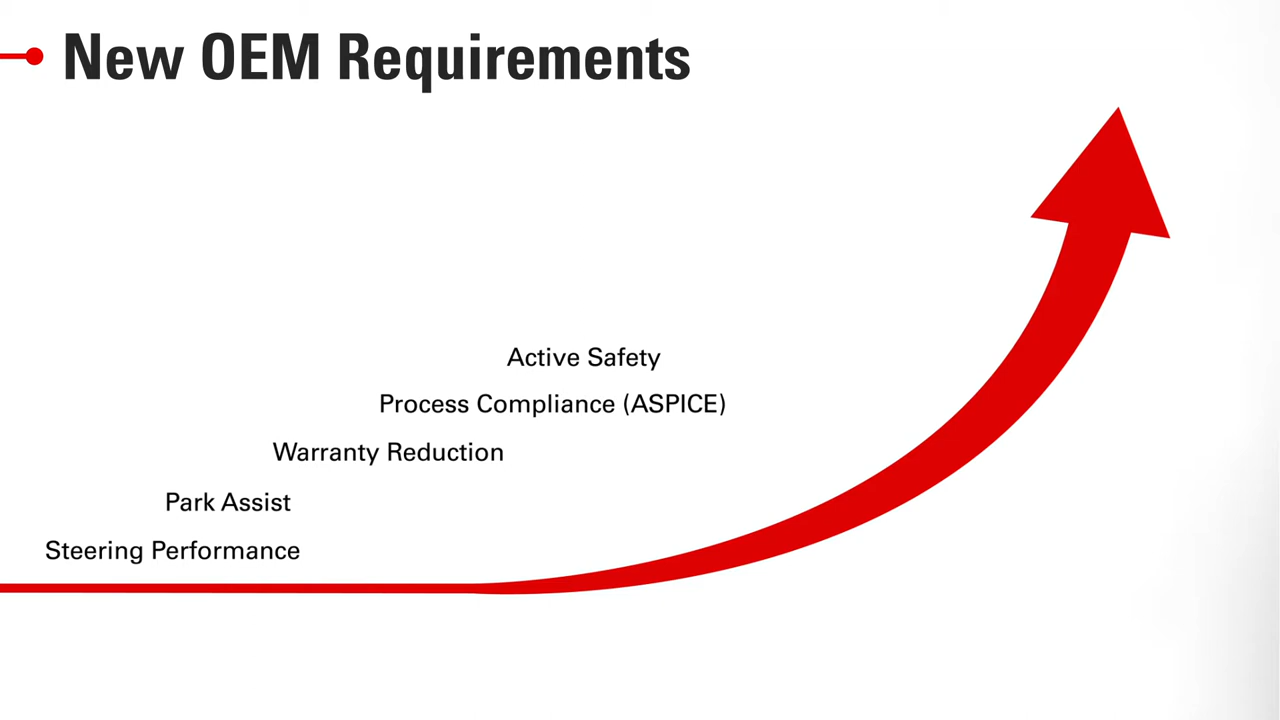 New OEM Requirements
Active Safety
Process Compliance (ASPICE)
Warranty Reduction
Park Assist
Steering Performance